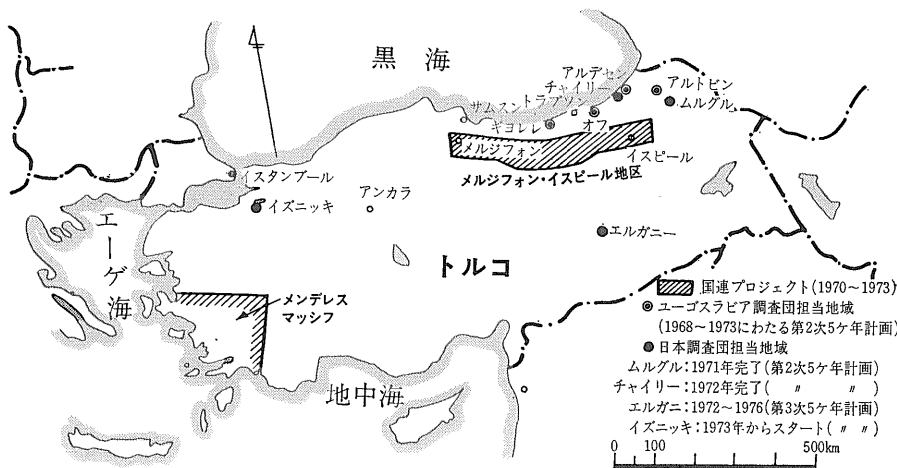 黒海
アルデセン
チャイリー
トラブソン
アルトビン
ムルグル
サムスン
ギョレレ
オフ
メルジフォン
イスピール
メルジフォン・イスピール地区
イスタンブール
イズニッキ
アンカラ
エーゲ海
エルガニー
トルコ
メンデレス
マッシフ
地中海
国連プロジェクト(1970~1973)
ユーゴスラビア調査団担当地域
(1968~1973にわたる第2次5ケ年計画)
日本調査団担当地域
ムルグル:1971年完了(第2次5ケ年計画)
チャイリー:1972年完了( 〃 〃 )
エルガニ:1972~1976(第3次5ケ年計画)
イズニッキ:1973年からスタート( 〃 〃 )
0 100 500km